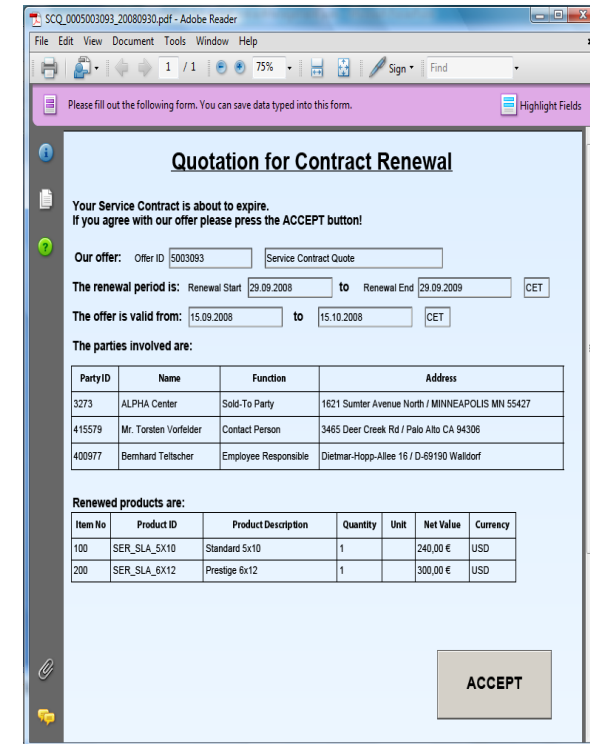 SCQ_0005003093_20080930.pdf - Adobe Reader
File Edit View Document Tools Window Help
1 / 1 75% Sign Find
Please fill out the following form. You can save data typed into this form. Highlight Fields
Quotation for Contract Renewal
Your Service Contract is about to expire.
If you agree with our offer please press the ACCEPT button!
Our offer: Offer ID 5003093 Service Contract Quote
The renewal period is: Renewal Start 29.09.2008 to Renewal End 29.09.2009 CET
The offer is valid from: 15.09.2008 to 15.10.2008 CET
The parties involved are:
Party ID Name Function Address
3273 ALPHA Center Sold-To Party 1621 Sumter Avenue North / MINNEAPOLIS MN 55427
415579 Mr. Torsten Vorfelder Contact Person 3465 Deer Creek Rd / Palo Alto CA 94306
400977 Bernhard Teltscher Employee Responsible Dietmar-Hopp-Allee 16 / D-69190 Walldorf
Renewed products are:
Item No Product ID Product Description Quantity Unit Net Value Currency
100 SER_SLA_5X10 Standard 5x10 1 240,00 € USD
200 SER_SLA_6X12 Prestige 6x12 1 300,00 € USD
ACCEPT